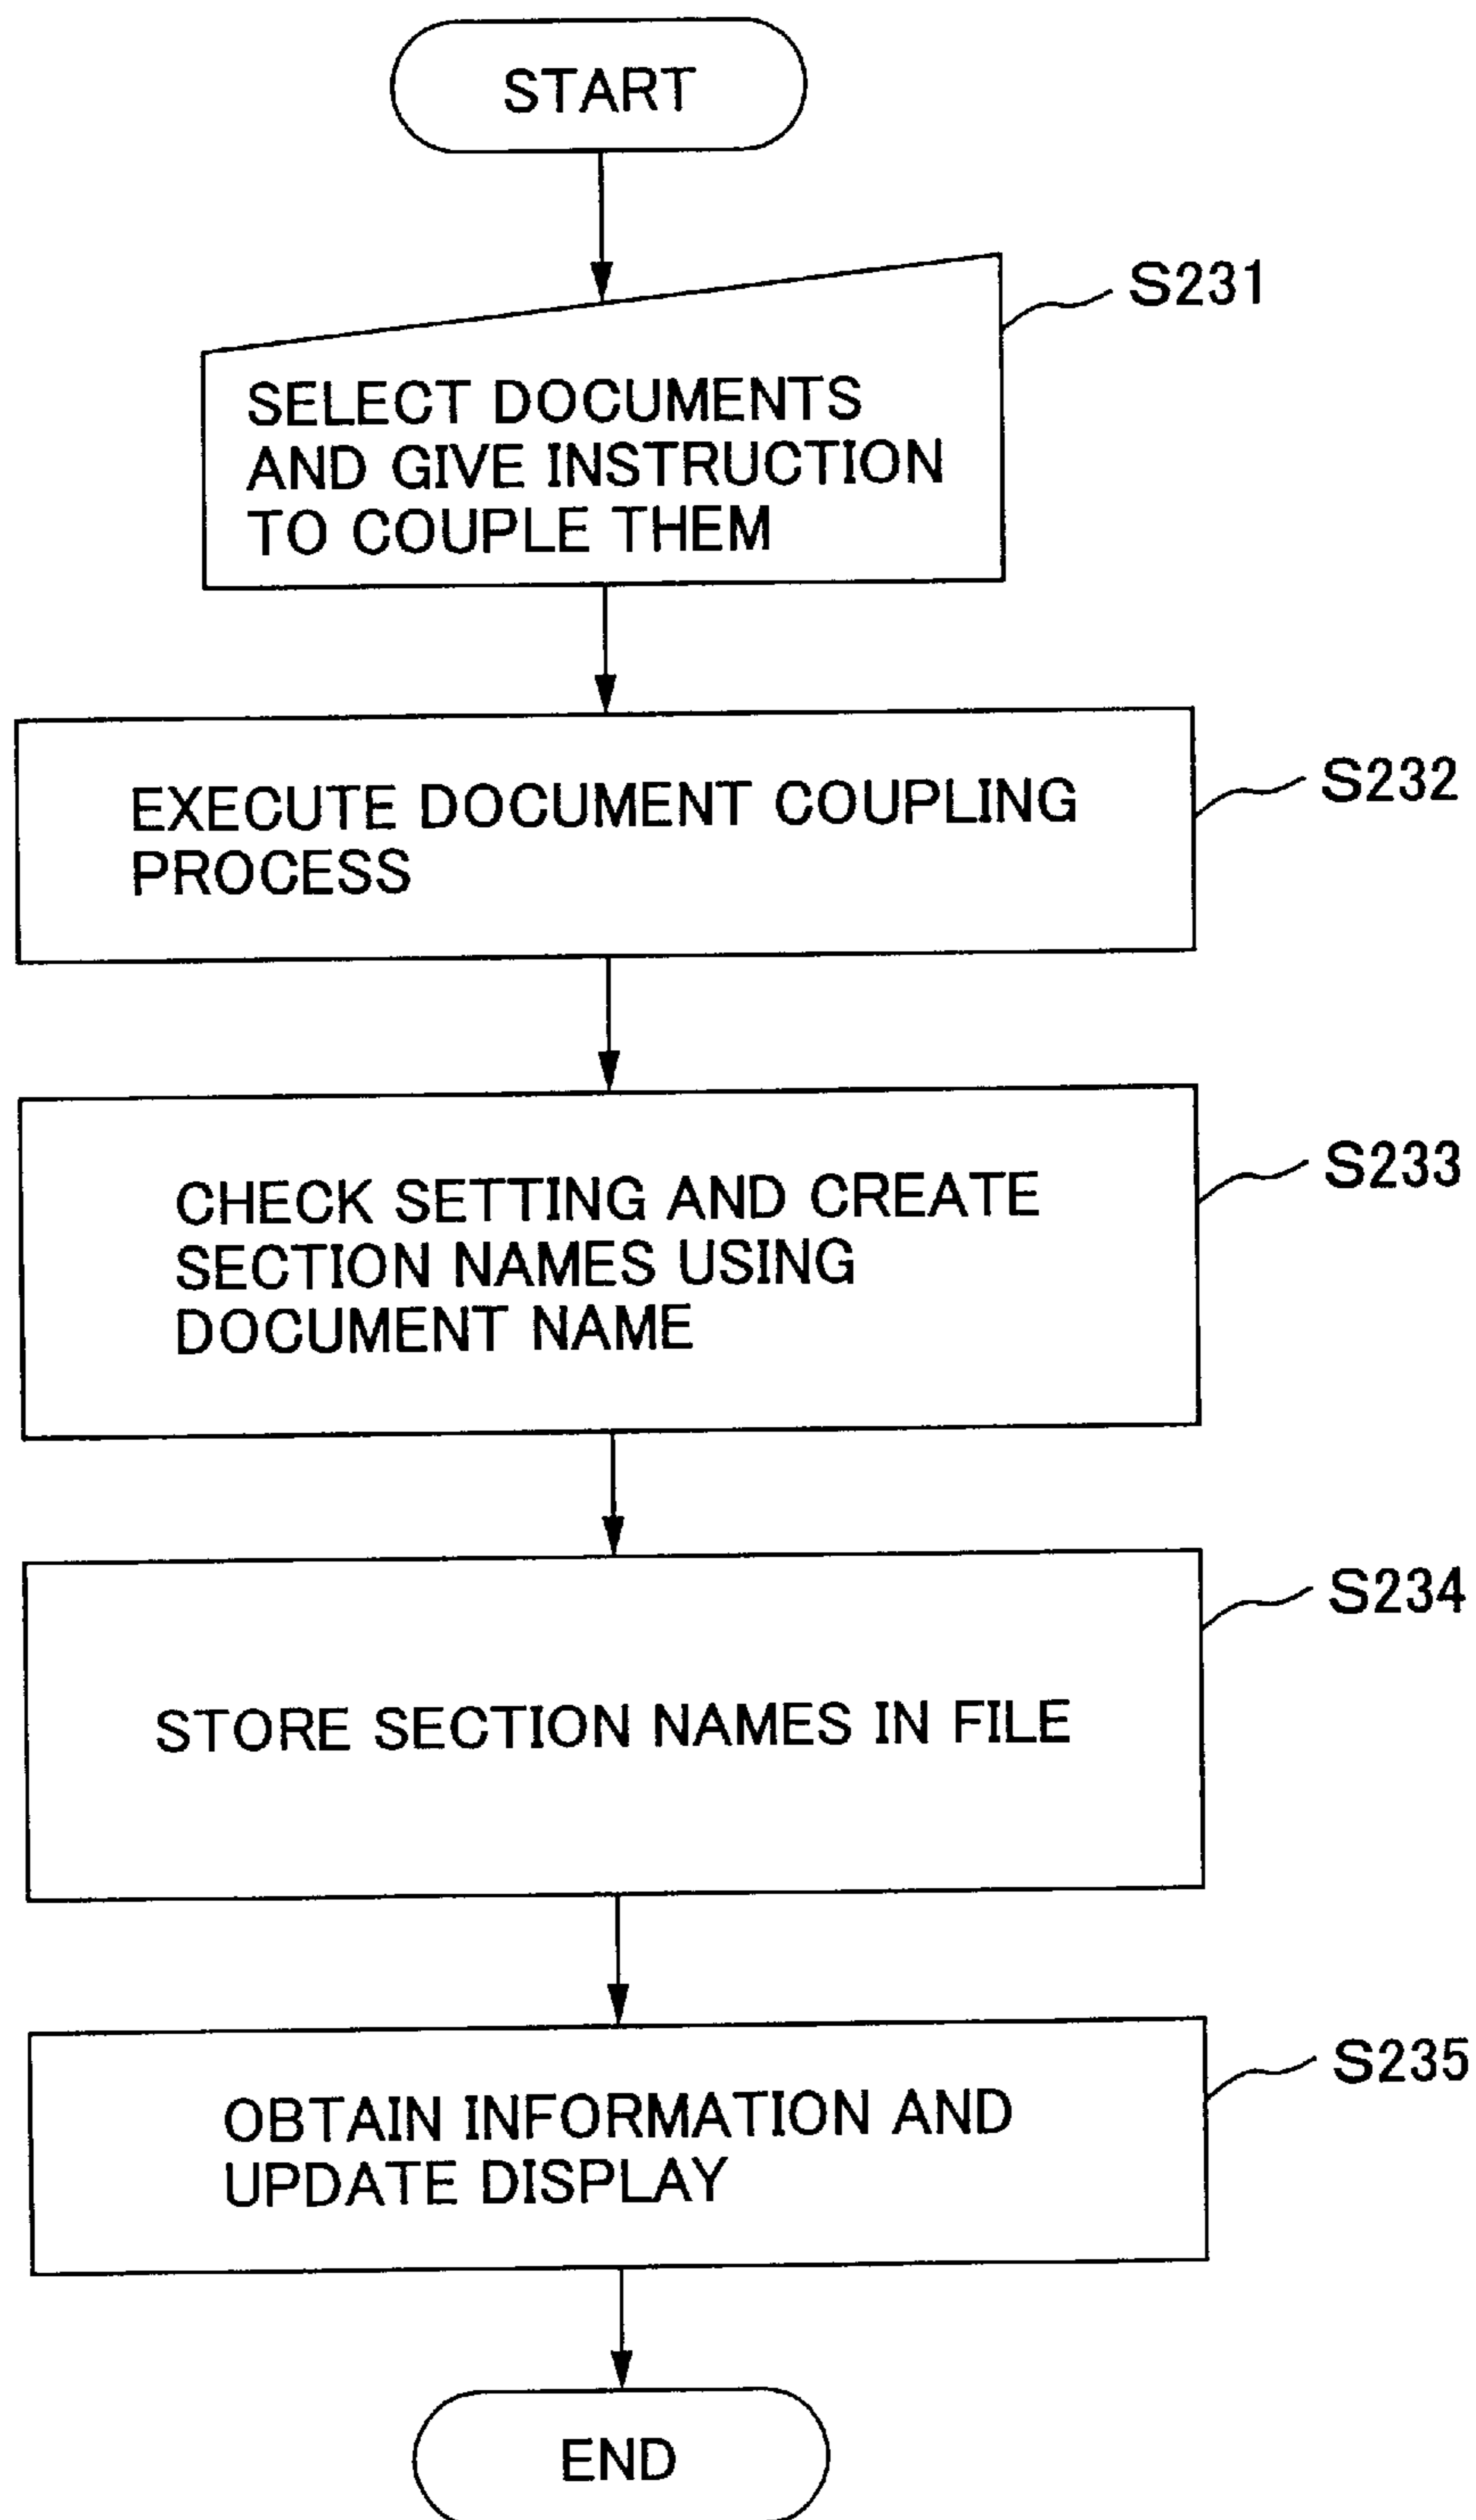 START
S231
SELECT DOCUMENTS
AND GIVE INSTRUCTION
TO COUPLE THEM
S232
EXECUTE DOCUMENT COUPLING
PROCESS
S233
CHECK SETTING AND CREATE
SECTION NAMES USING
DOCUMENT NAME
S234
STORE SECTION NAMES IN FILE
S235
OBTAIN INFORMATION AND
UPDATE DISPLAY
END